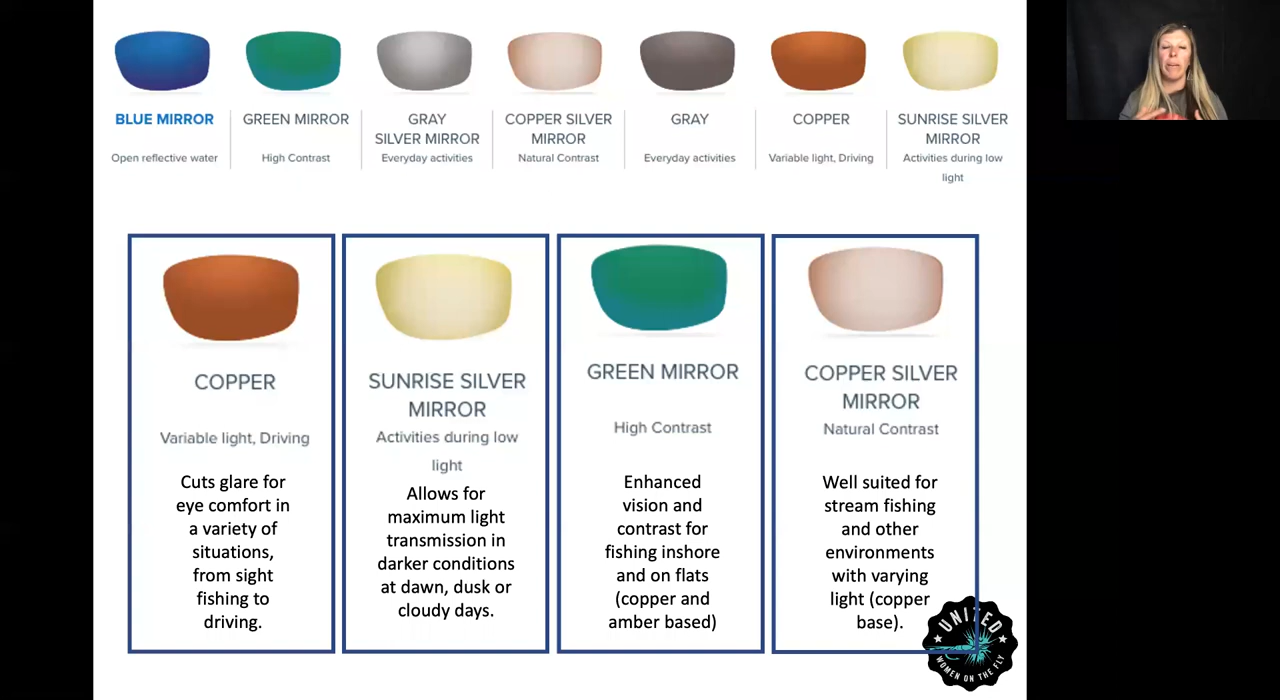 BLUE MIRROR
Open reflective water
GREEN MIRROR
High Contrast
GRAY
SILVER MIRROR
Everyday activities
COPPER SILVER
MIRROR
Natural Contrast
GRAY
Everyday activities
COPPER
Variable light, Driving
SUNRISE SILVER
MIRROR
Activities during low
light
COPPER
Variable light, Driving
Cuts glare for
eye comfort in
a variety of
situations,
from sight
fishing to
driving.
SUNRISE SILVER
MIRROR
Activities during low
light
Allows for
maximum light
transmission in
darker conditions
at dawn, dusk or
cloudy days.
GREEN MIRROR
High Contrast
Enhanced
vision and
contrast for
fishing inshore
and on flats
(copper and
amber based)
COPPER SILVER
MIRROR
Natural Contrast
Well suited for
stream fishing
and other
environments
with varying
light (copper
base).
UNITED
WOMEN ON THE FLY